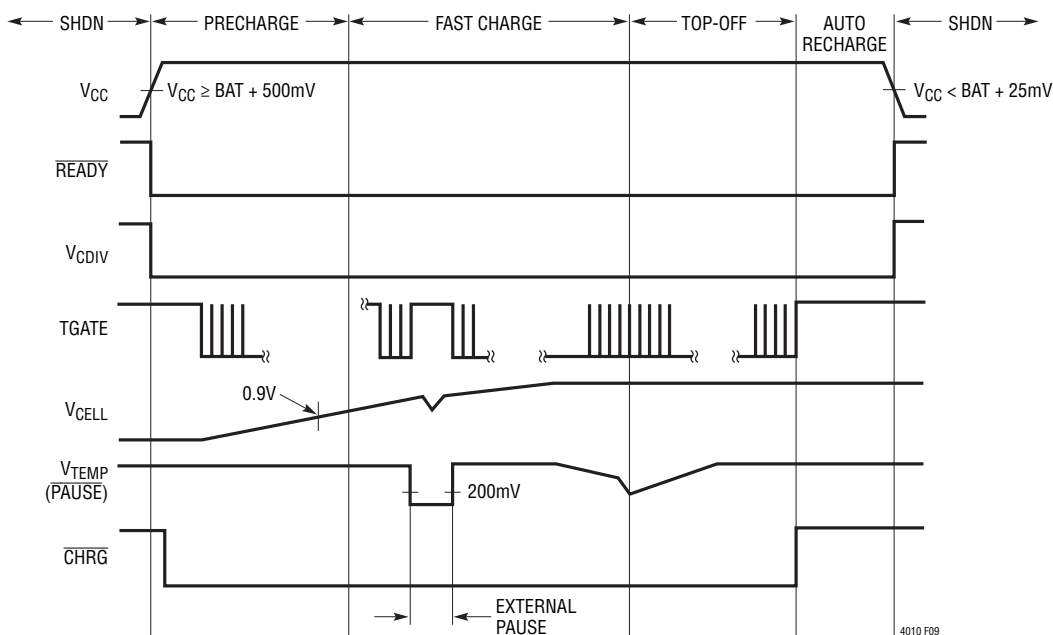 SHDN PRECHARGE FAST CHARGE TOP-OFF AUTO RECHARGE SHDN
VCC VCC ≥ BAT + 500mV VCC < BAT + 25mV
READY
VCDIV
TGATE
0.9V
VCELL
VTEMP
(PAUSE) 200mV
CHRG
EXTERNAL
PAUSE
4010 F09